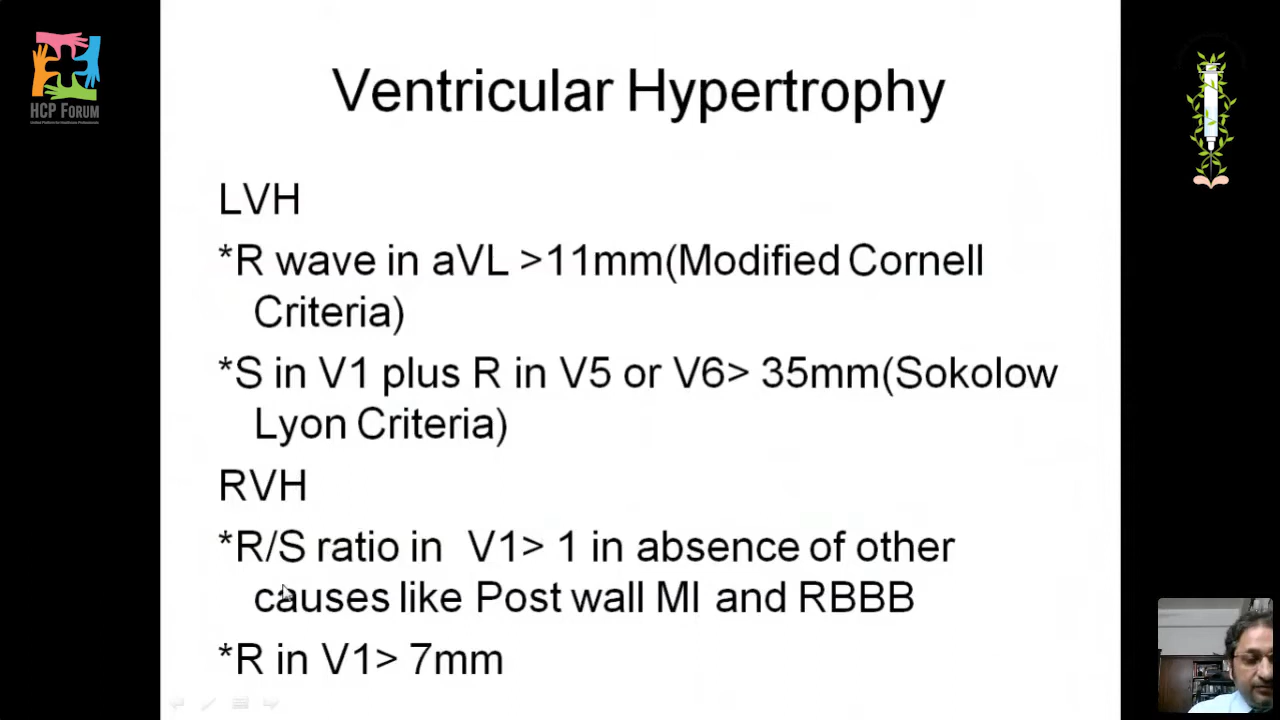 HCP FORUM
Ventricular Hypertrophy
LVH
*R wave in aVL >11mm(Modified Cornell
Criteria)
*S in V1 plus R in V5 or V6> 35mm(Sokolow
Lyon Criteria)
RVH
*R/S ratio in V1> 1 in absence of other
causes like Post wall MI and RBBB
*R in V1> 7mm